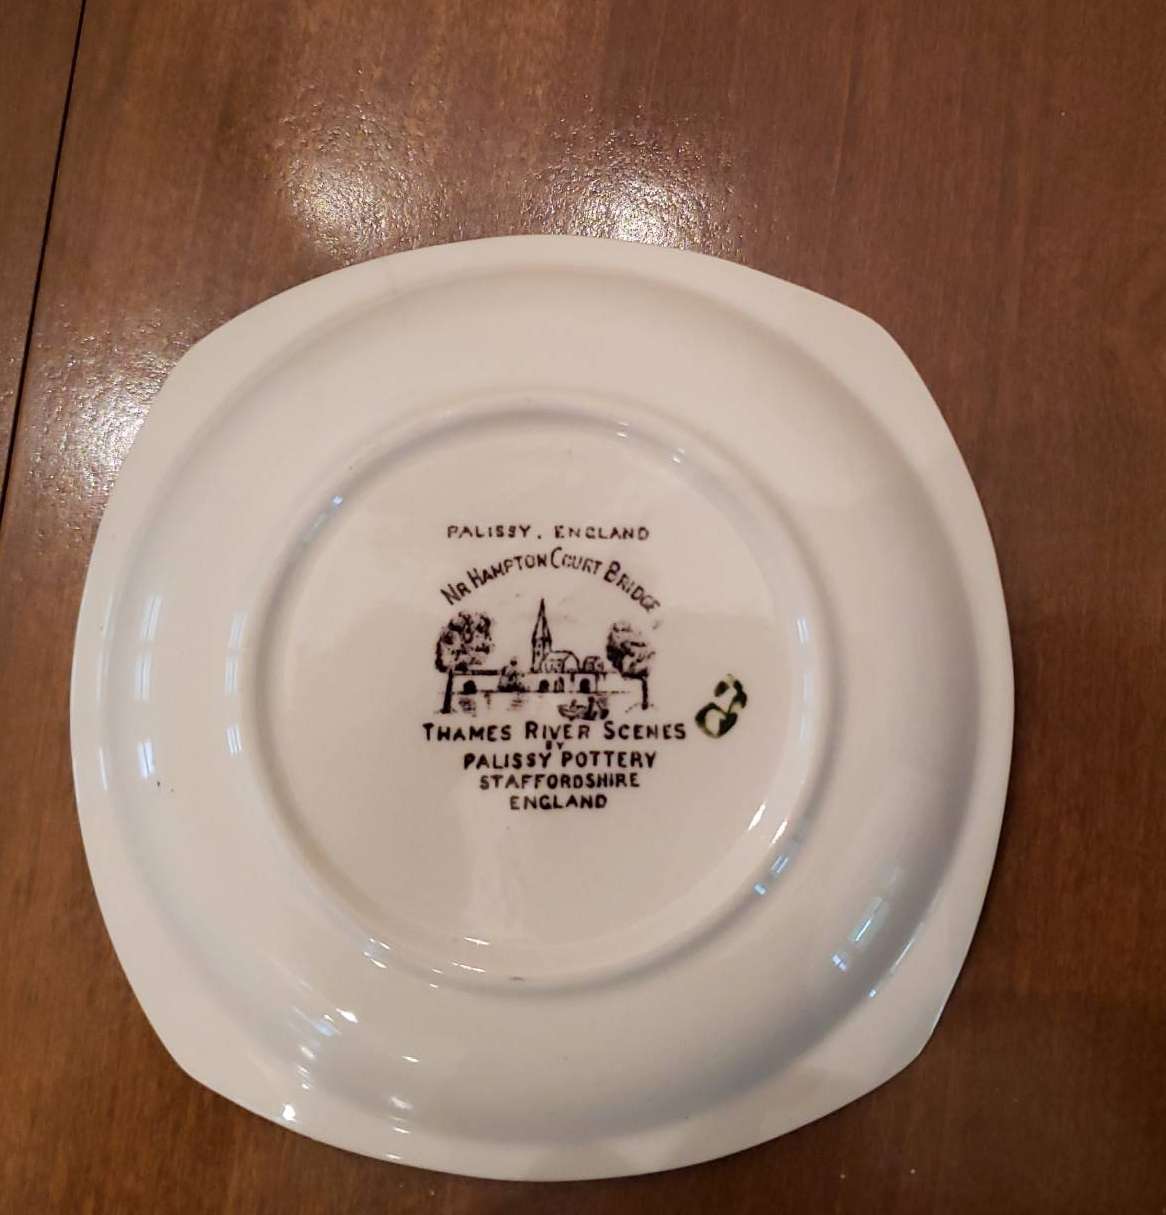 PALISSY, ENGLAND
NR HAMPTON COURT BRIDGE
THAMES RIVER SCENES
BY
PALISSY POTTERY
STAFFORDSHIRE
ENGLAND